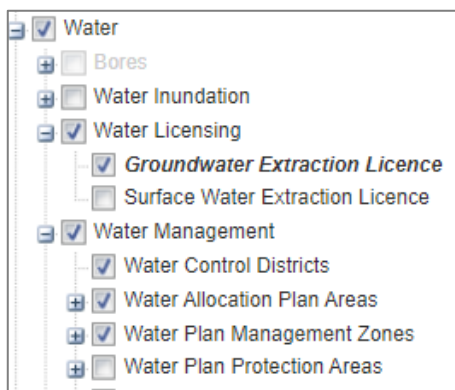 Water
Bores
Water Inundation
Water Licensing
Groundwater Extraction Licence
Surface Water Extraction Licence
Water Management
Water Control Districts
Water Allocation Plan Areas
Water Plan Management Zones
Water Plan Protection Areas